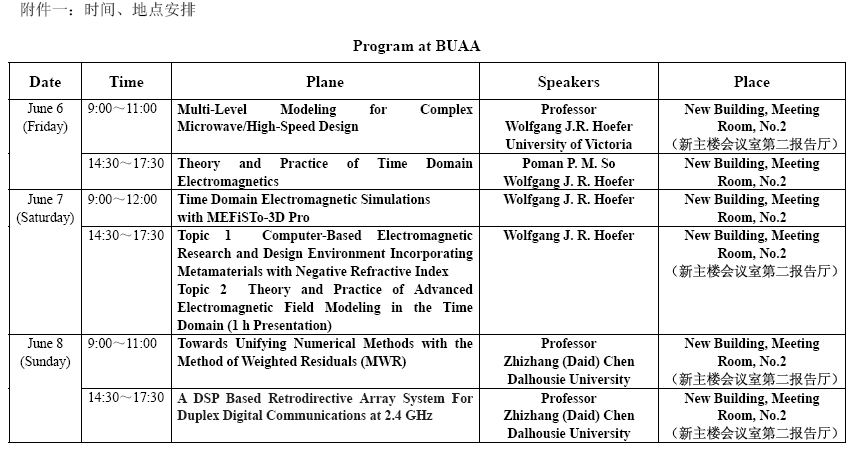 附件一：时间、地点安排
Program at BUAA
Date Time Plane Speakers Place
June 6 (Friday) 9:00～11:00 Multi-Level Modeling for Complex Microwave/High-Speed Design Professor Wolfgang J.R. Hoefer University of Victoria New Building, Meeting Room, No.2 （新主楼会议室第二报告厅）
14:30～17:30 Theory and Practice of Time Domain Electromagnetics Poman P. M. So Wolfgang J. R. Hoefer New Building, Meeting Room, No.2
June 7 (Saturday) 9:00～12:00 Time Domain Electromagnetic Simulations with MEFiSTo-3D Pro Wolfgang J. R. Hoefer New Building, Meeting Room, No.2
14:30～17:30 Topic 1 Computer-Based Electromagnetic Research and Design Environment Incorporating Metamaterials with Negative Refractive Index Topic 2 Theory and Practice of Advanced Electromagnetic Field Modeling in the Time Domain (1 h Presentation) Wolfgang J. R. Hoefer New Building, Meeting Room, No.2 （新主楼会议室第二报告厅）
June 8 (Sunday) 9:00～11:00 Towards Unifying Numerical Methods with the Method of Weighted Residuals (MWR) Professor Zhizhang (Daid) Chen Dalhousie University New Building, Meeting Room, No.2 （新主楼会议室第二报告厅）
14:30～17:30 A DSP Based Retrodirective Array System For Duplex Digital Communications at 2.4 GHz Professor Zhizhang (Daid) Chen Dalhousie University New Building, Meeting Room, No.2 （新主楼会议室第二报告厅）